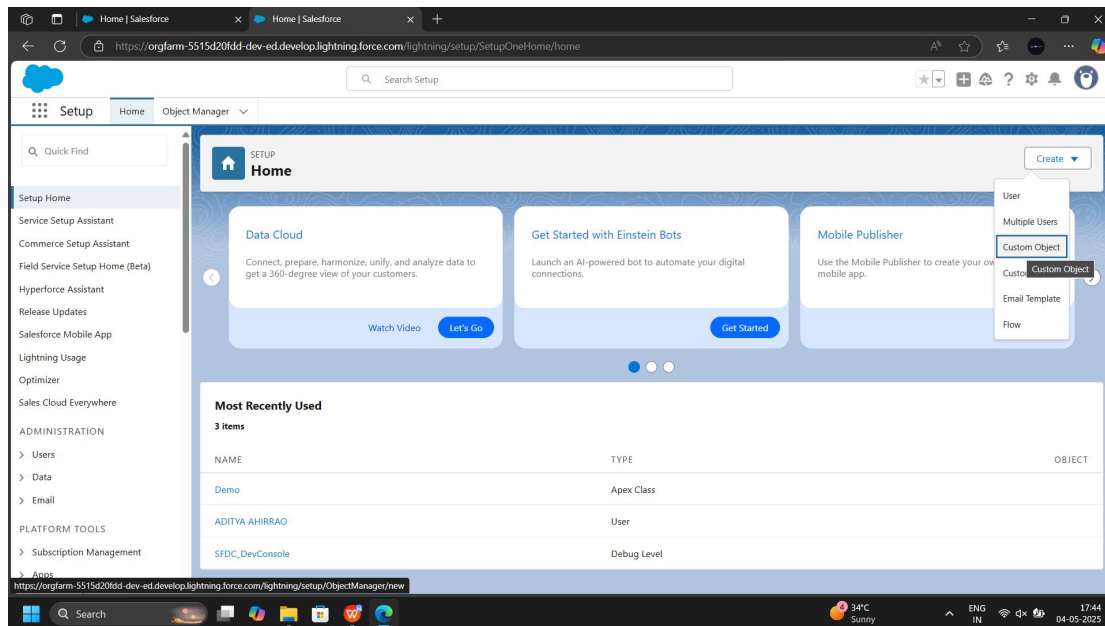 Home | Salesforce
Home | Salesforce
https://orgfarm-5515d20fdd-dev-ed.develop.lightning.force.com/lightning/setup/SetupOneHome/home
Search Setup
Setup
Home
Object Manager
Quick Find
SETUP
Home
Create
User
Multiple Users
Custom Object
Custom Object
Email Template
Flow
Setup Home
Service Setup Assistant
Commerce Setup Assistant
Field Service Setup Home (Beta)
Hyperforce Assistant
Release Updates
Salesforce Mobile App
Lightning Usage
Optimizer
Sales Cloud Everywhere
ADMINISTRATION
Users
Data
Email
PLATFORM TOOLS
Subscription Management
Apps
Data Cloud
Connect, prepare, harmonize, unify, and analyze data to
get a 360-degree view of your customers.
Watch Video
Let's Go
Get Started with Einstein Bots
Launch an AI-powered bot to automate your digital
connections.
Get Started
Mobile Publisher
Use the Mobile Publisher to create your
mobile app.
Most Recently Used
3 items
NAME TYPE OBJECT
Demo Apex Class
ADITYA AHIRRAO User
SFDC_DevConsole Debug Level
https://orgfarm-5515d20fdd-dev-ed.develop.lightning.force.com/lightning/setup/ObjectManager/new
Search
4
34°C
Sunny
ENG
IN
17:44
04-05-2025